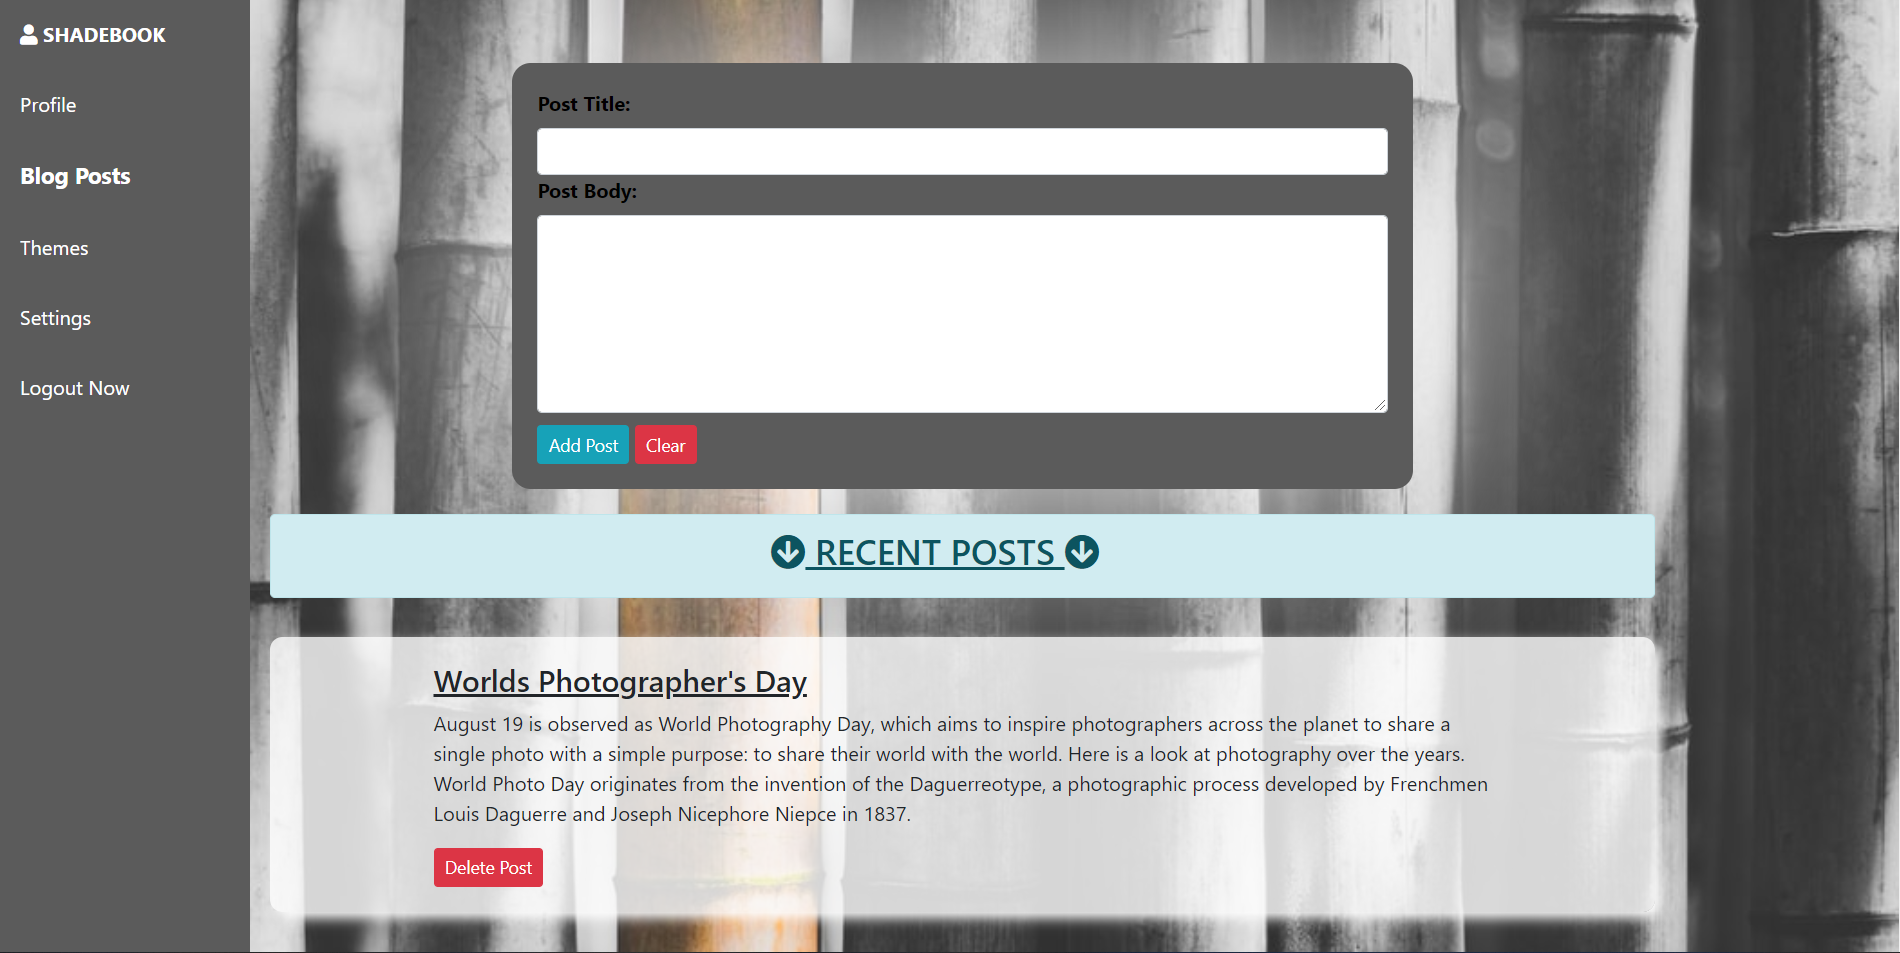 SHADEBOOK
Profile
Blog Posts
Themes
Settings
Logout Now
Post Title:
Post Body:
Add Post
Clear
RECENT POSTS
Worlds Photographer's Day
August 19 is observed as World Photography Day, which aims to inspire photographers across the planet to share a
single photo with a simple purpose: to share their world with the world. Here is a look at photography over the years.
World Photo Day originates from the invention of the Daguerreotype, a photographic process developed by Frenchmen
Louis Daguerre and Joseph Nicephore Niepce in 1837.
Delete Post